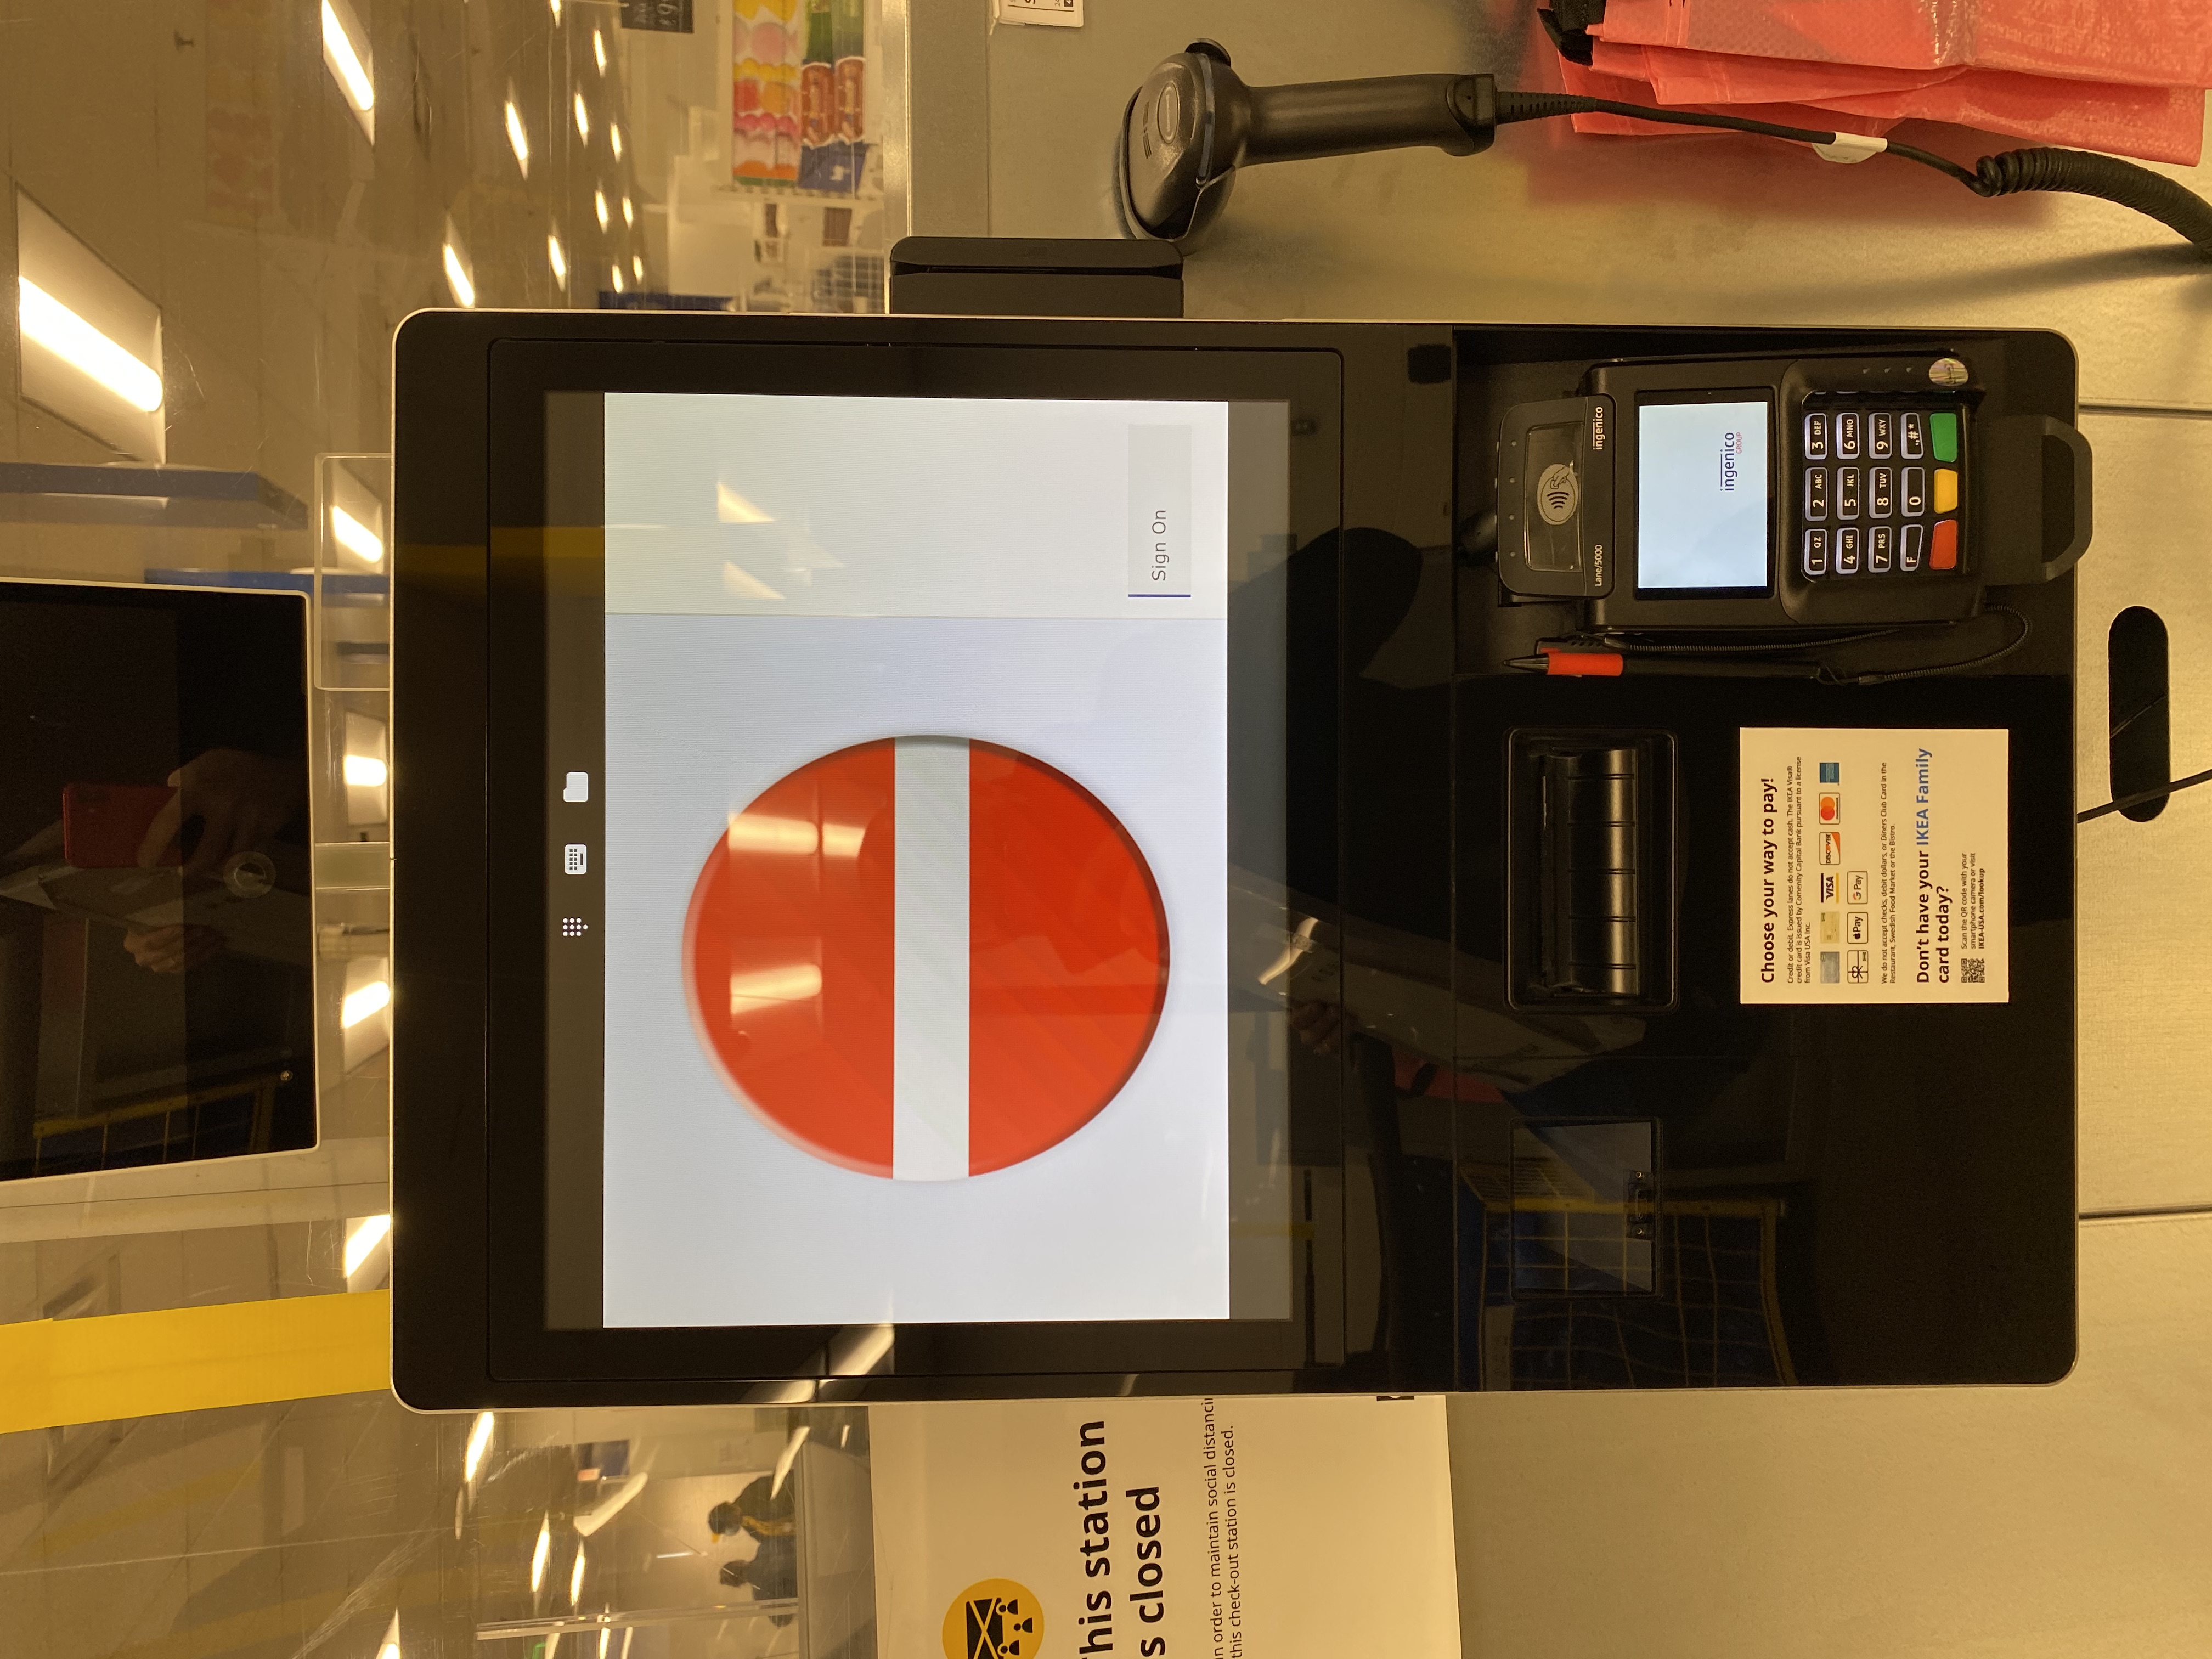 Sign On
his station
s closed
in order to maintain social distanci
this check-out station is closed.
Lane/5000
ingenico
ingenico
GROUP
1 QZ 2 ABC 3 DEF
4 GHI 5 JKL 6 MNO
7 PRS 8 TUV 9 WXY
F 0 .,#*
Choose your way to pay!
Credit or debit. Express lanes do not accept cash. The IKEA Visa®
credit card is issued by Comenity Capital Bank pursuant to a license
from Visa USA Inc.
VISA DISCOVER
Pay G Pay
We do not accept checks, debit dollars, or Diners Club Card in the
Restaurant, Swedish Food Market or the Bistro.
Don't have your IKEA Family
card today?
Scan the QR code with your
smartphone camera or visit
IKEA-USA.com/lookup